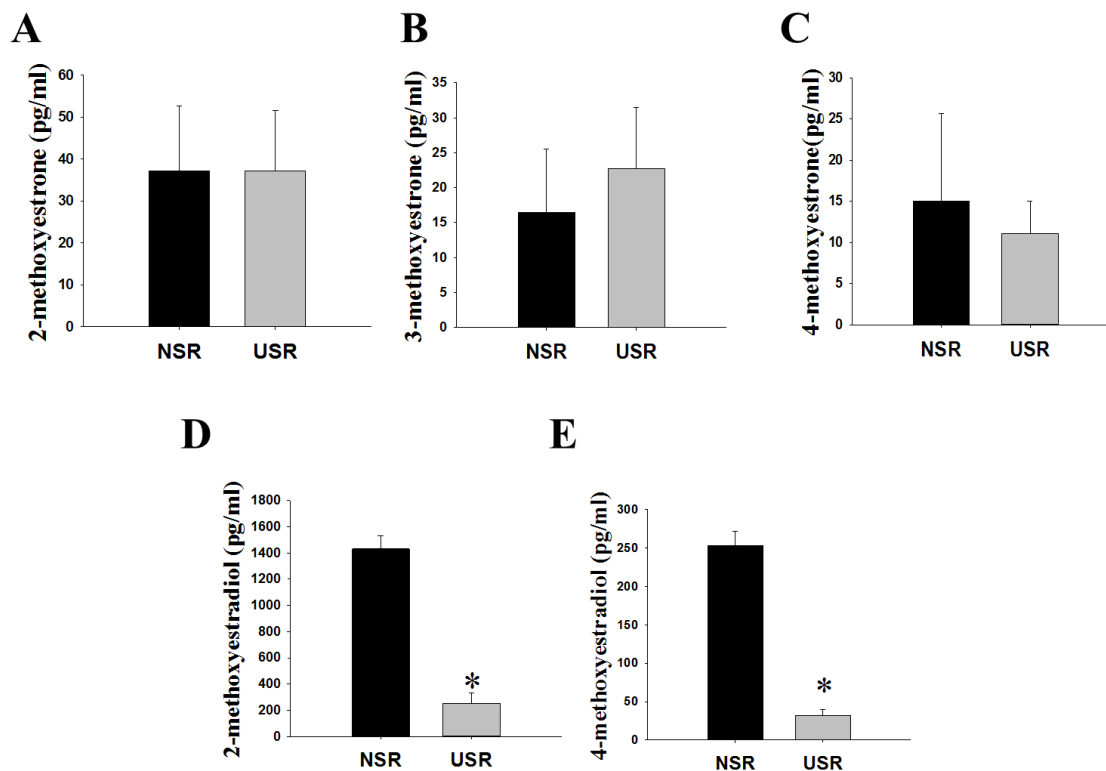 A
2-methoxyestrone (pg/ml)
60
50
40
30
20
10
0
NSR USR
B
3-methoxyestrone (pg/ml)
35
30
25
20
15
10
5
0
NSR USR
C
4-methoxyestrone(pg/ml)
30
25
20
15
10
5
0
NSR USR
D
2-methoxyestradiol (pg/ml)
1800
1600
1400
1200
1000
800
600
400
200
0
*
NSR USR
E
4-methoxyestradiol (pg/ml)
300
250
200
150
100
50
0
*
NSR USR